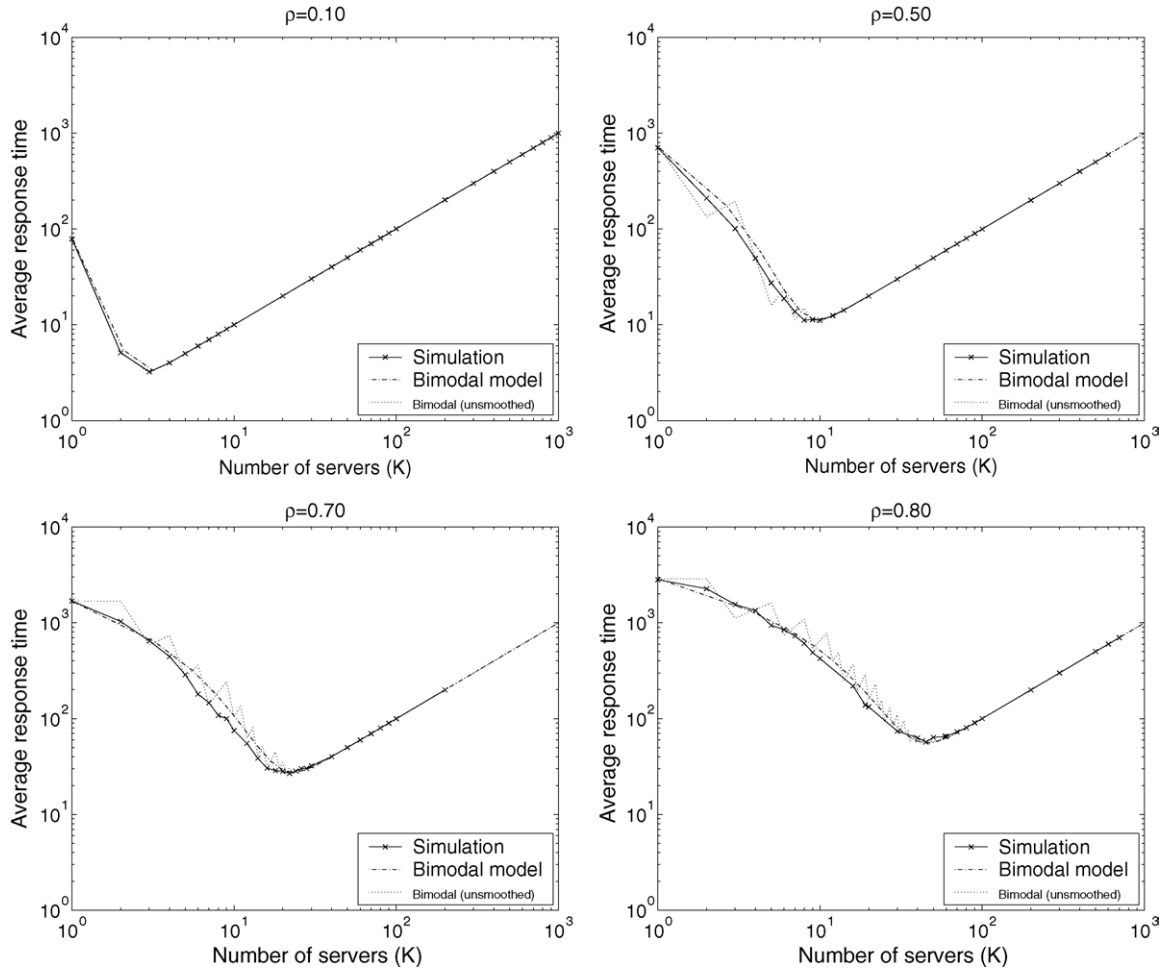 ρ=0.10
10^4
10^3
10^2
10^1
10^0
Average response time
10^0 10^1 10^2 10^3
Number of servers (K)
Simulation
Bimodal model
Bimodal (unsmoothed)
ρ=0.50
10^4
10^3
10^2
10^1
10^0
Average response time
10^0 10^1 10^2 10^3
Number of servers (K)
Simulation
Bimodal model
Bimodal (unsmoothed)
ρ=0.70
10^4
10^3
10^2
10^1
10^0
Average response time
10^0 10^1 10^2 10^3
Number of servers (K)
Simulation
Bimodal model
Bimodal (unsmoothed)
ρ=0.80
10^4
10^3
10^2
10^1
10^0
Average response time
10^0 10^1 10^2 10^3
Number of servers (K)
Simulation
Bimodal model
Bimodal (unsmoothed)